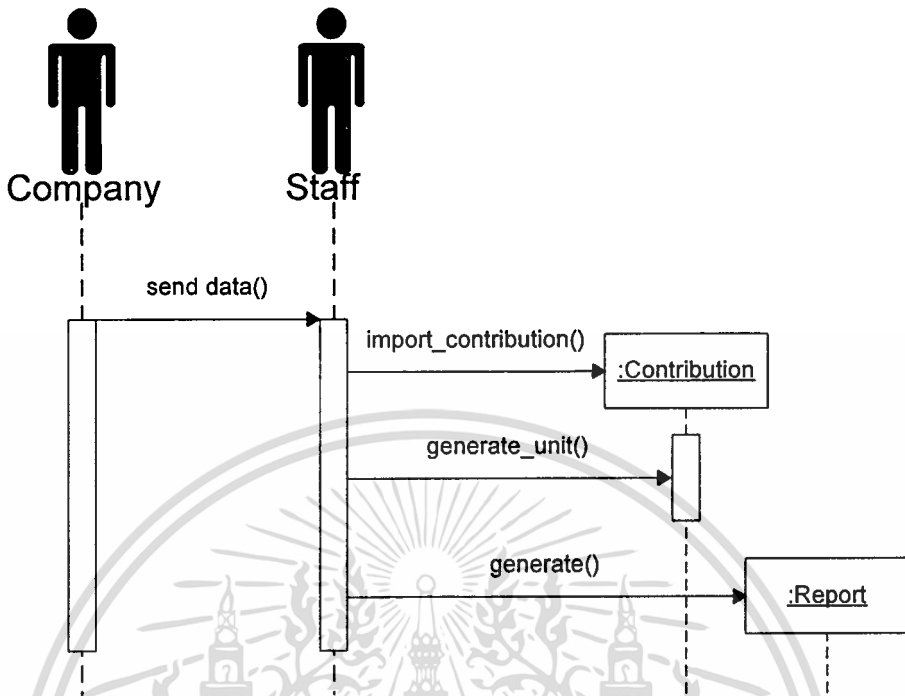 Company
Staff
send data()
import_contribution()
:Contribution
generate_unit()
generate()
:Report